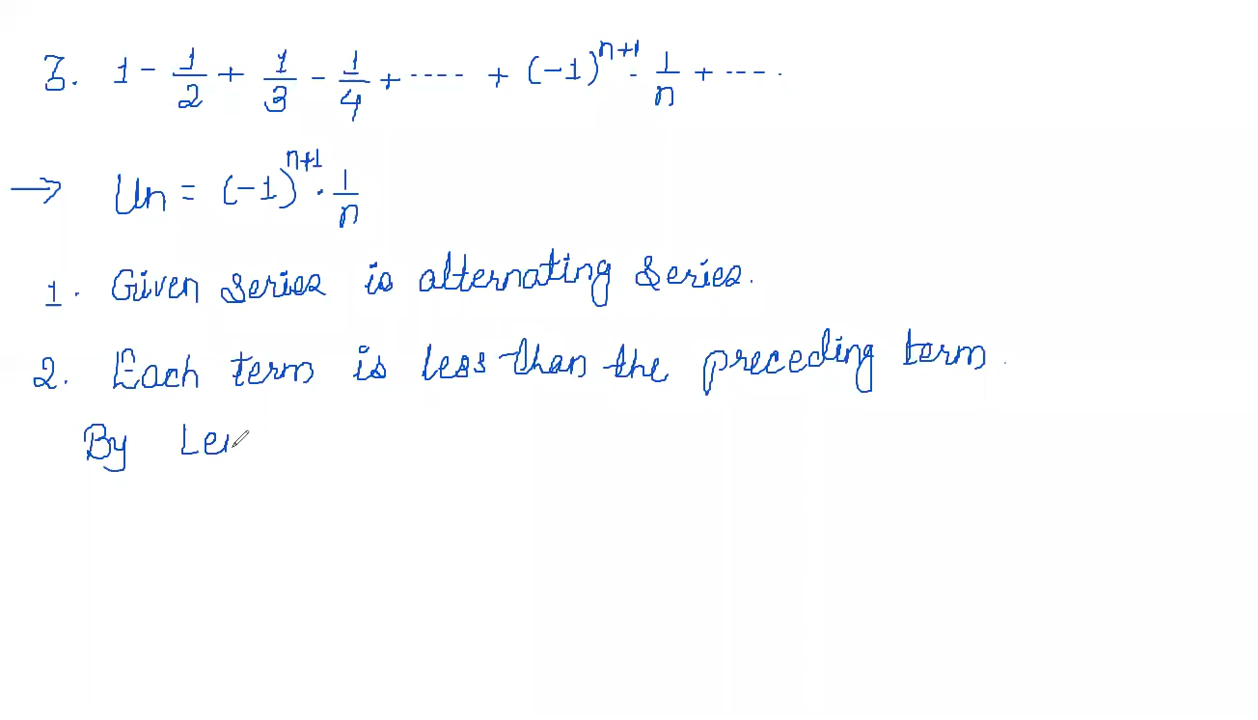 3. 1 - 1/2 + 1/3 - 1/4 + ---- + (-1)^{n+1} · 1/n + ----
→ Un = (-1)^{n+1} · 1/n
1. Given series is alternating series.
2. Each term is less than the preceding term.
By Ler